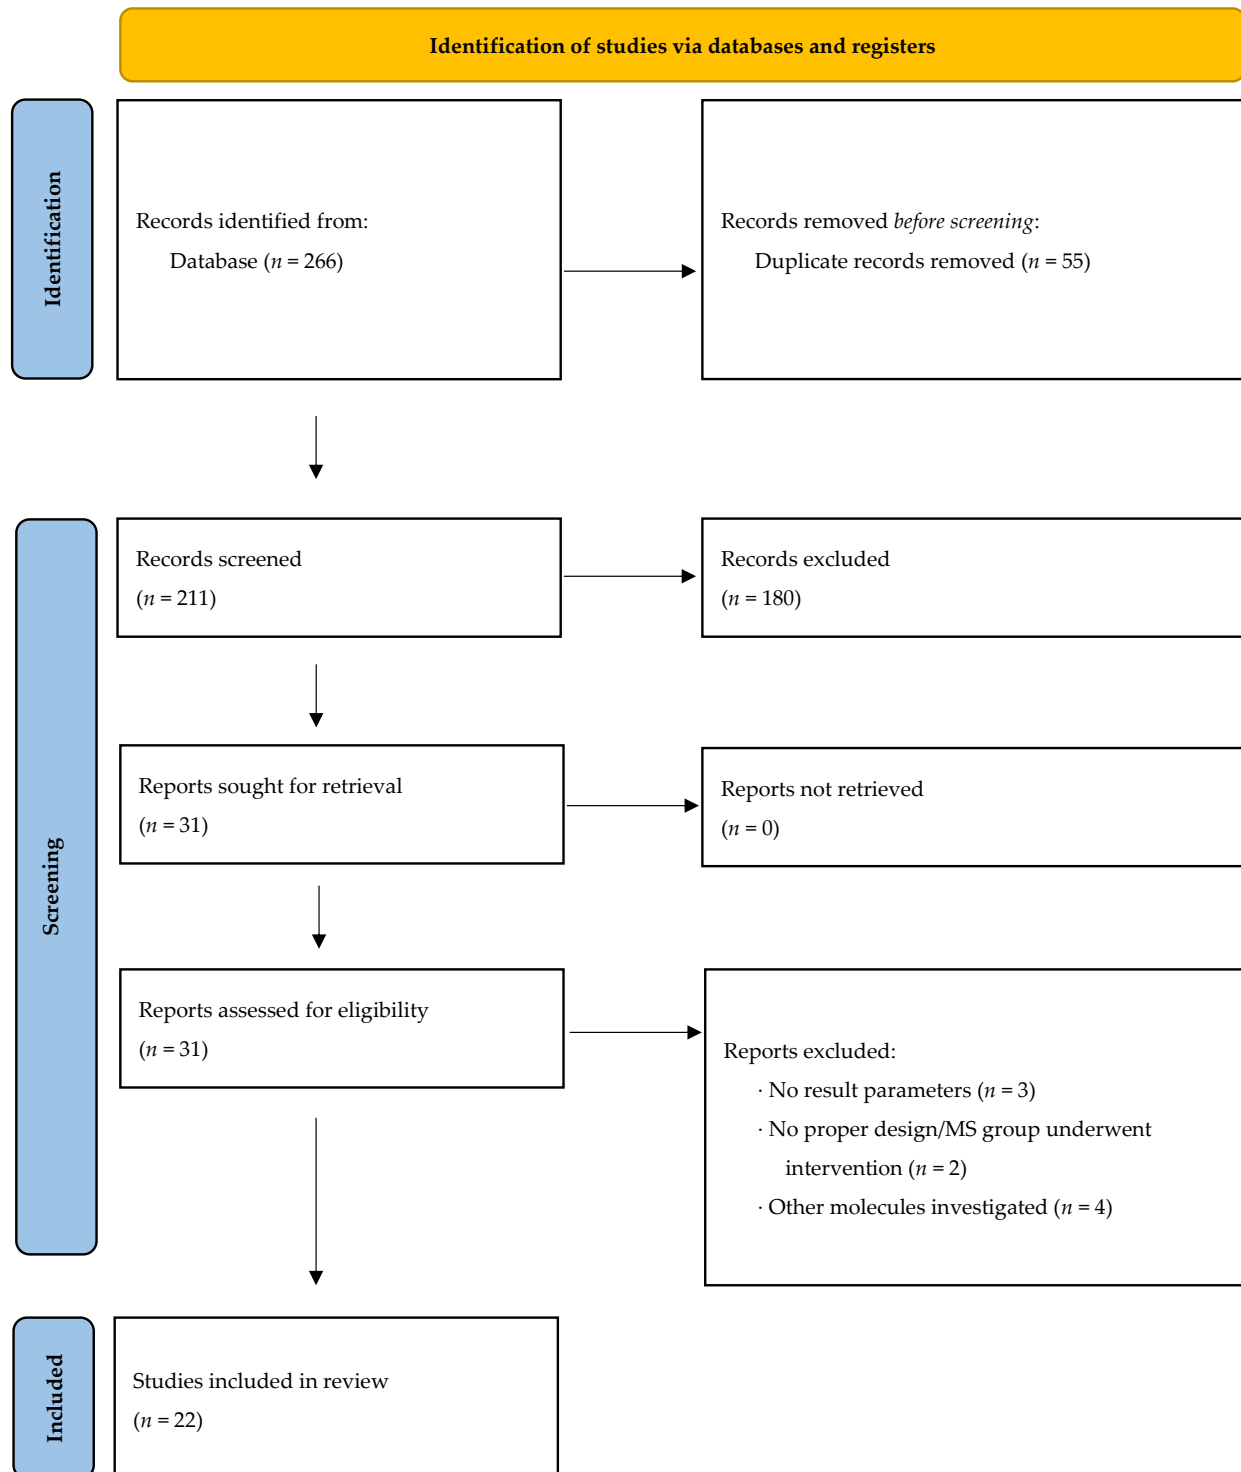 Identification of studies via databases and registers
Identification
Records identified from:
Database (n = 266)
Records removed before screening:
Duplicate records removed (n = 55)
Screening
Records screened
(n = 211)
Records excluded
(n = 180)
Reports sought for retrieval
(n = 31)
Reports not retrieved
(n = 0)
Reports assessed for eligibility
(n = 31)
Reports excluded:
· No result parameters (n = 3)
· No proper design/MS group underwent
intervention (n = 2)
· Other molecules investigated (n = 4)
Included
Studies included in review
(n = 22)